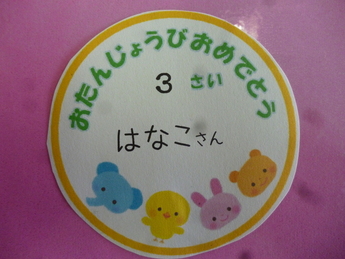 おたんじょうびおめでとう
3 さい
はなこさん